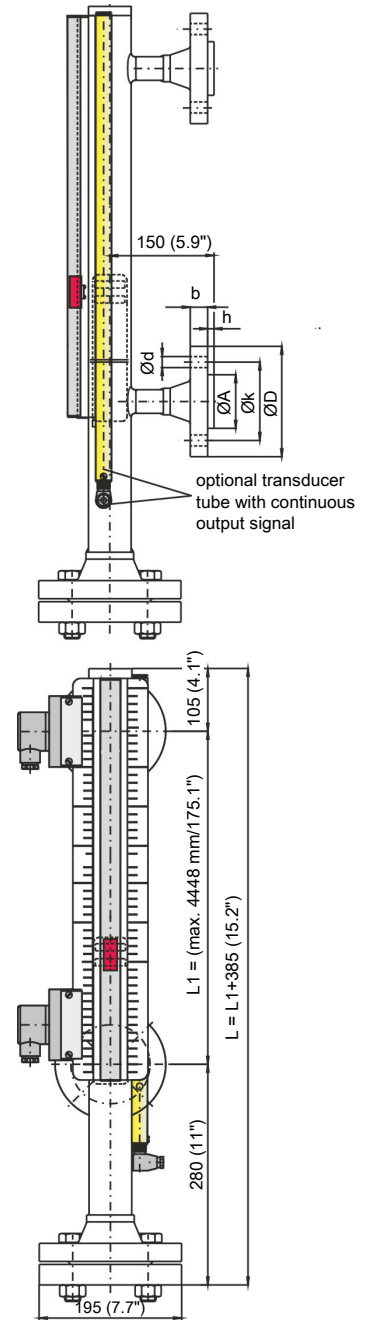 150 (5.9")
b
h
Ød
ØA
Øk
ØD
optional transducer
tube with continuous
output signal
105 (4.1")
L1 = (max. 4448 mm/175.1")
L = L1+385 (15.2")
280 (11")
195 (7.7")